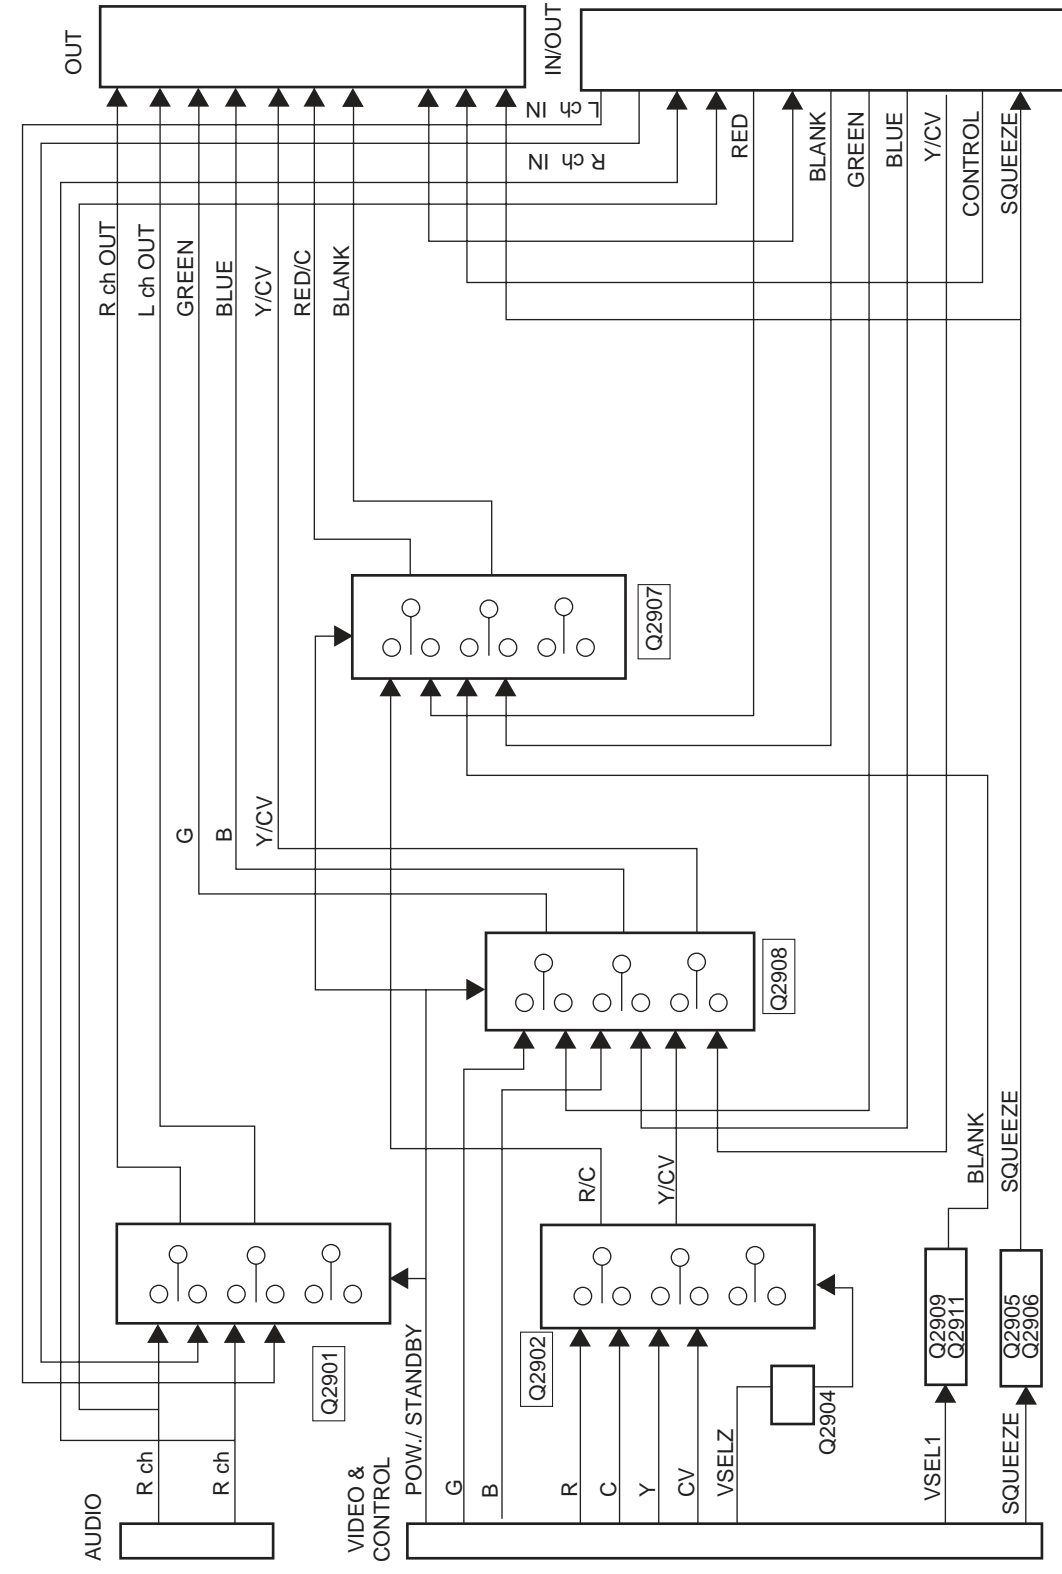 OUT
IN/OUT
L ch IN
R ch IN
R ch OUT
L ch OUT
GREEN
BLUE
Y/CV
RED/C
BLANK
RED
BLANK
GREEN
BLUE
Y/CV
CONTROL
SQUEEZE
Q2907
G
B
Y/CV
Q2908
R/C
Y/CV
BLANK
SQUEEZE
Q2901
Q2902
Q2904
Q2909
Q2911
Q2905
Q2906
AUDIO
R ch
R ch
VIDEO &
CONTROL
POW./ STANDBY
G
B
R
C
Y
CV
VSELZ
VSEL1
SQUEEZE